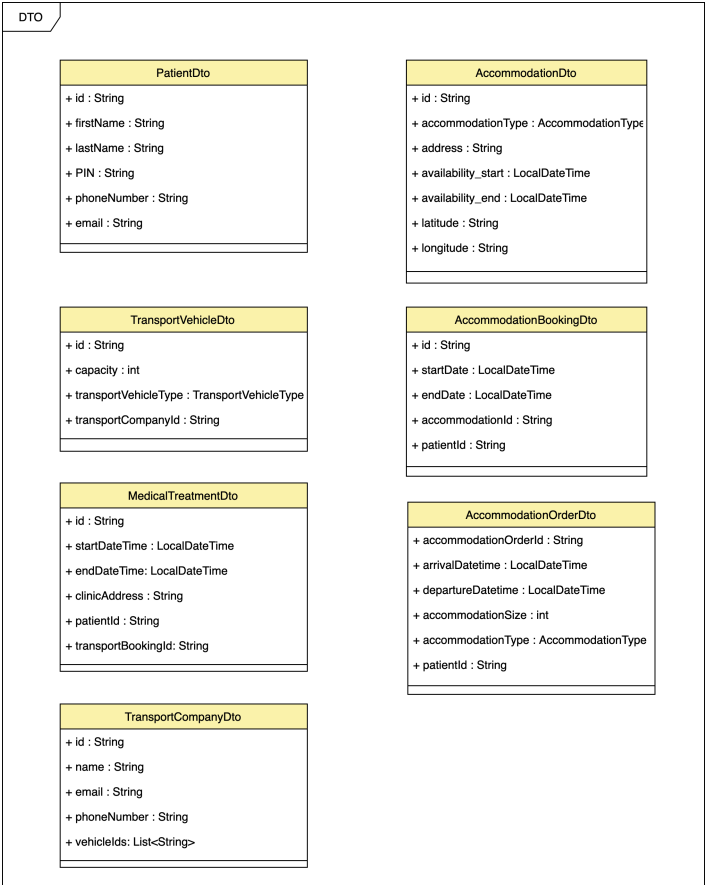 DTO
PatientDto
+ id : String
+ firstName : String
+ lastName : String
+ PIN : String
+ phoneNumber : String
+ email : String
AccommodationDto
+ id : String
+ accommodationType : AccommodationType
+ address : String
+ availability_start : LocalDateTime
+ availability_end : LocalDateTime
+ latitude : String
+ longitude : String
TransportVehicleDto
+ id : String
+ capacity : int
+ transportVehicleType : TransportVehicleType
+ transportCompanyId : String
AccommodationBookingDto
+ id : String
+ startDate : LocalDateTime
+ endDate : LocalDateTime
+ accommodationId : String
+ patientId : String
MedicalTreatmentDto
+ id : String
+ startDateTime : LocalDateTime
+ endDateTime: LocalDateTime
+ clinicAddress : String
+ patientId : String
+ transportBookingId: String
AccommodationOrderDto
+ accommodationOrderId : String
+ arrivalDatetime : LocalDateTime
+ departureDatetime : LocalDateTime
+ accommodationSize : int
+ accommodationType : AccommodationType
+ patientId : String
TransportCompanyDto
+ id : String
+ name : String
+ email : String
+ phoneNumber : String
+ vehicleIds: List<String>